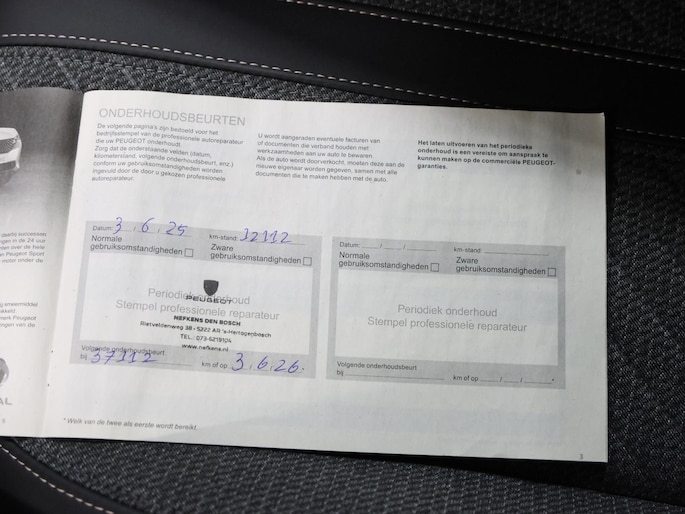 ONDERHOUDSBEURTEN
De volgende pagina's zijn bedoeld voor het
bedrijfsstempel van de professionele autoreparateur
die uw PEUGEOT onderhoudt.
Zorg dat de onderstaande velden (datum,
kilometerstand, volgende onderhoudsbeurt, enz.)
conform uw gebruiksomstandigheden worden
ingevuld door de door u gekozen professionele
autoreparateur.
U wordt aangeraden eventuele facturen van
of documenten die verband houden met
werkzaamheden aan uw auto te bewaren.
Als de auto wordt doorverkocht, moeten deze aan de
nieuwe eigenaar worden gegeven, samen met alle
documenten die te maken hebben met de auto.
Het laten uitvoeren van het periodieke
onderhoud is een vereiste om aanspraak te
kunnen maken op de commerciële PEUGEOT-
garanties.
Datum: 3.6.25 km-stand: 32112
Normale gebruiksomstandigheden
Zware gebruiksomstandigheden
Periodiek onderhoud
Stempel professionele reparateur
PEUGEOT
NEFKENS DEN BOSCH
Rietveldenweg 38 - 5222 AR 's-Hertogenbosch
TEL.: 073-6219124
www.nefkens.nl
Volgende onderhoudsbeurt
bij 37112 km of op 3.6.26.
Datum: / / km-stand:
Normale gebruiksomstandigheden
Zware gebruiksomstandigheden
Periodiek onderhoud
Stempel professionele reparateur
Volgende onderhoudsbeurt
bij km of op / / *
* Welk van de twee als eerste wordt bereikt.
3